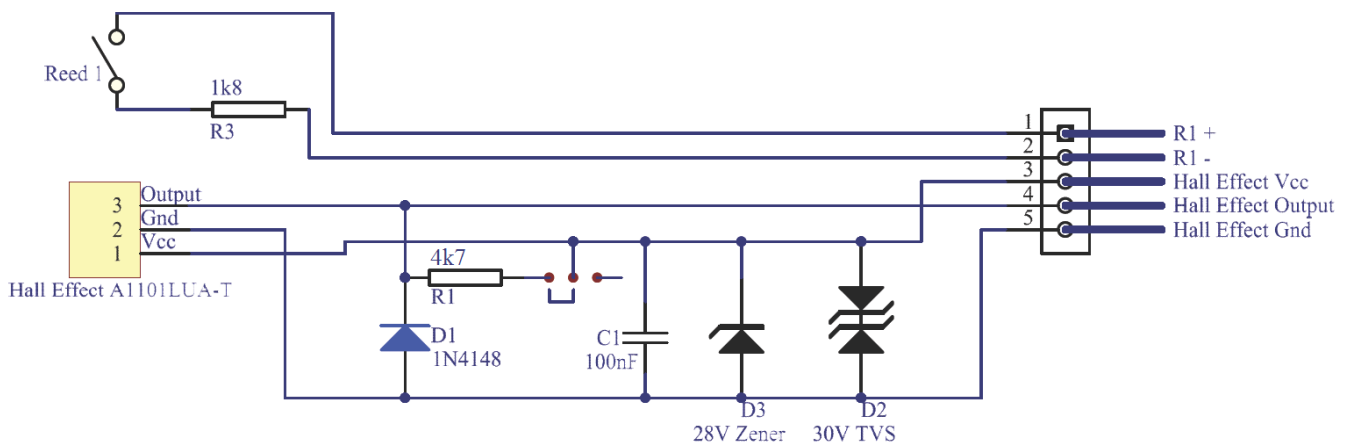 Reed 1
1k8
R3
1
R1 +
2
R1 -
3
Hall Effect Vcc
4
Hall Effect Output
5
Hall Effect Gnd
Output
3
Gnd
2
Vcc
1
Hall Effect A1101LUA-T
4k7
R1
D1
1N4148
C1
100nF
D3
28V Zener
D2
30V TVS